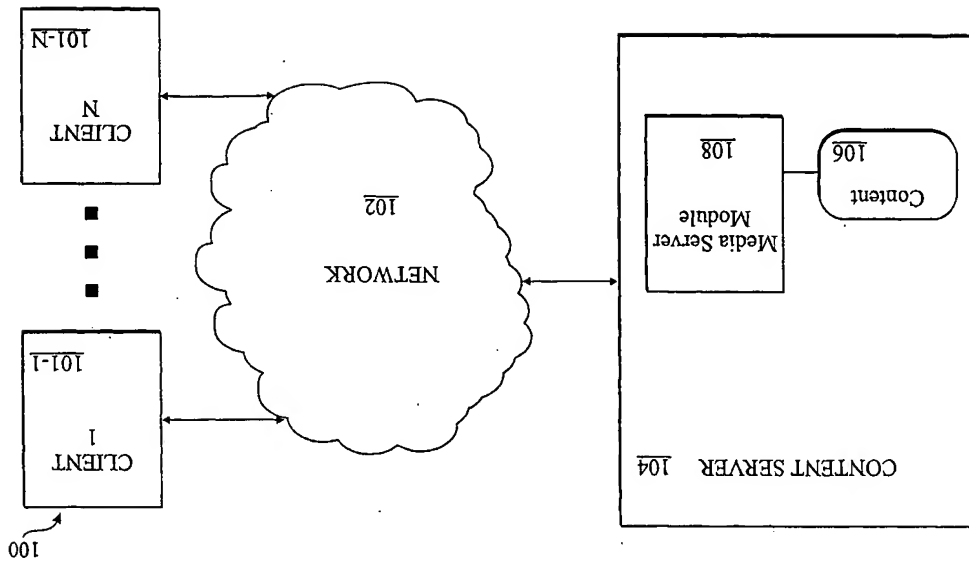 100
CONTENT SERVER 104
Media Server
Module
108
Content
106
NETWORK
102
CLIENT
1
101-1
CLIENT
N
101-N